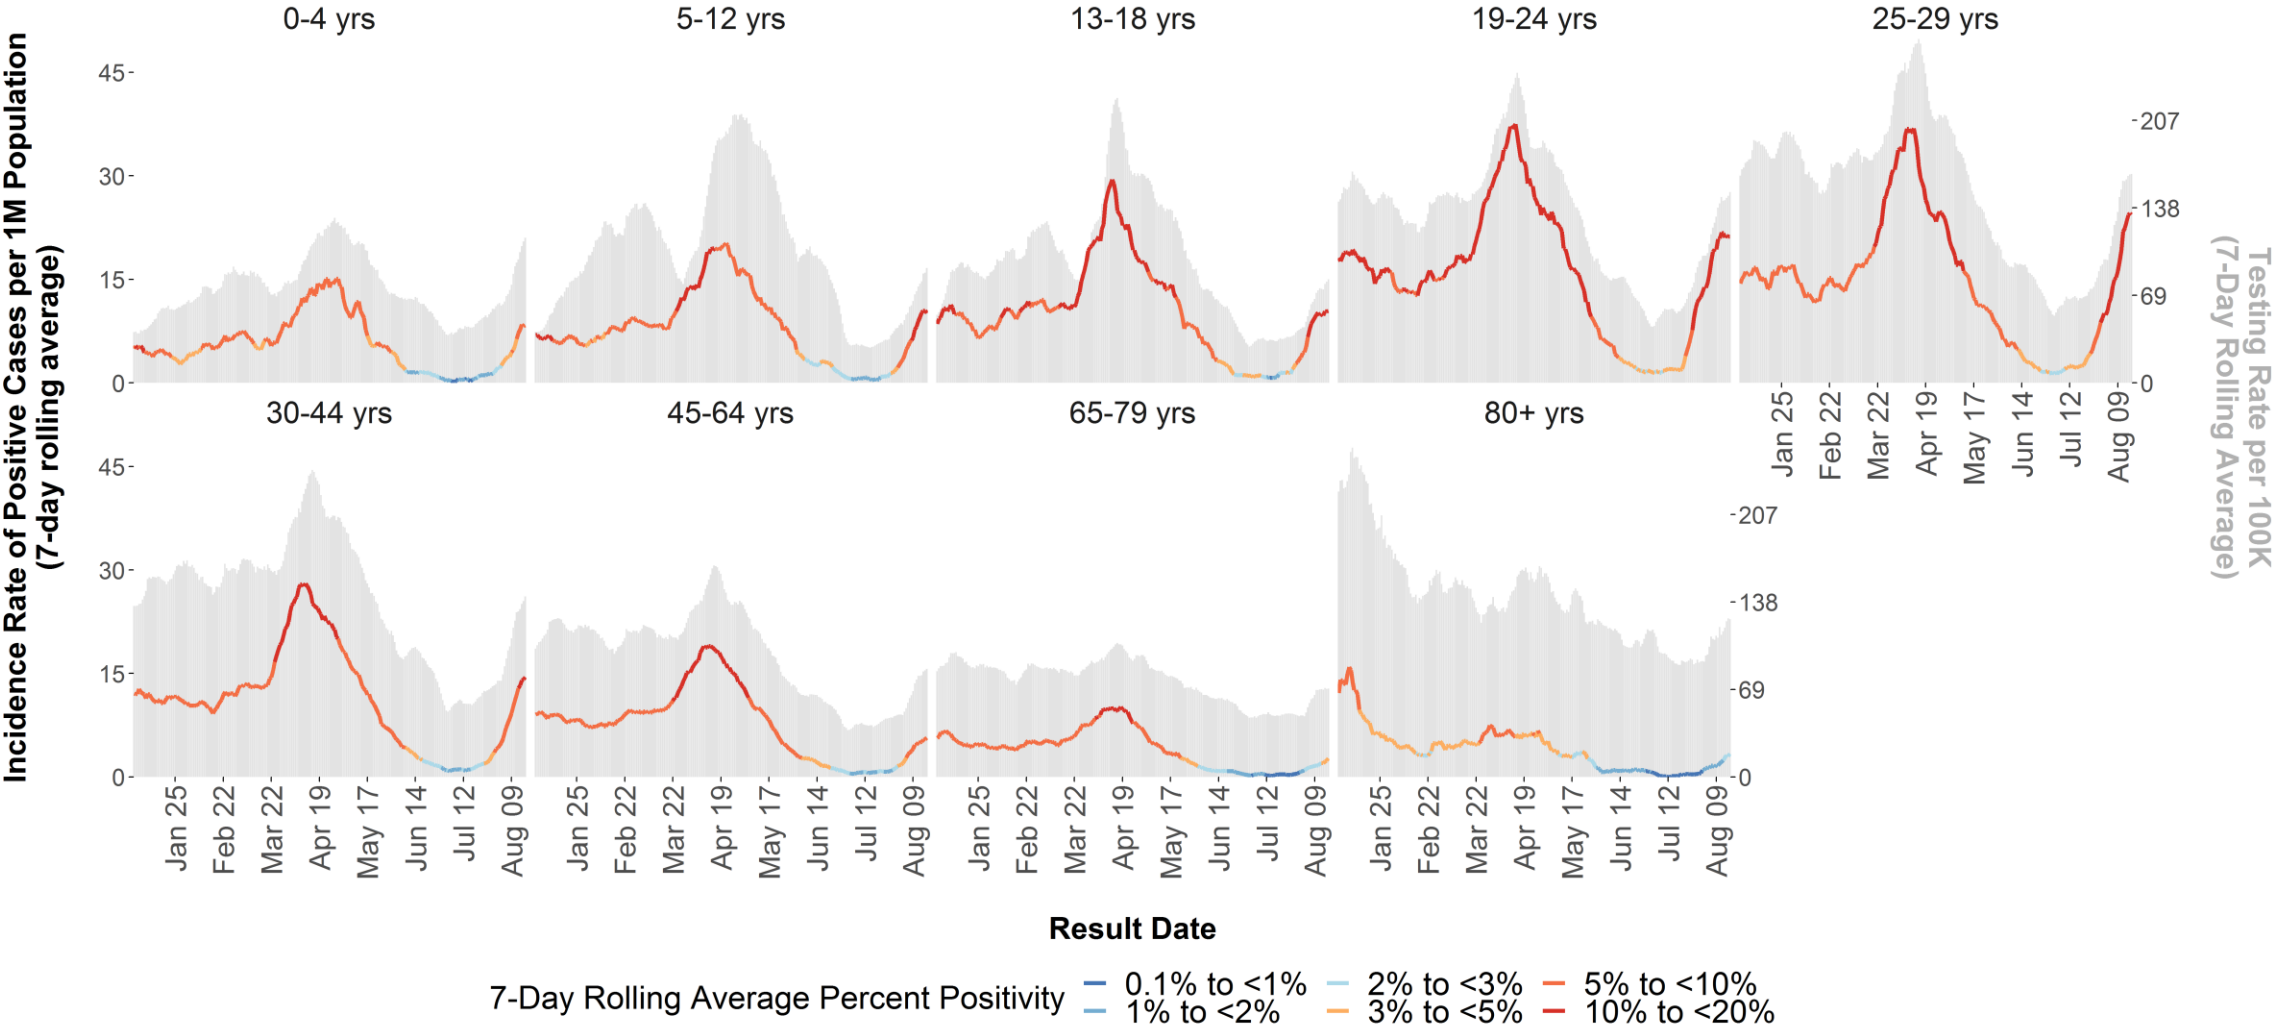 0-4 yrs
5-12 yrs
13-18 yrs
19-24 yrs
25-29 yrs
Incidence Rate of Positive Cases per 1M Population
(7-day rolling average)
45
30
15
0
207
138
69
0
Testing Rate per 100K
(7-Day Rolling Average)
Jan 25
Feb 22
Mar 22
Apr 19
May 17
Jun 14
Jul 12
Aug 09
30-44 yrs
45-64 yrs
65-79 yrs
80+ yrs
45
30
15
0
207
138
69
0
Jan 25
Feb 22
Mar 22
Apr 19
May 17
Jun 14
Jul 12
Aug 09
Jan 25
Feb 22
Mar 22
Apr 19
May 17
Jun 14
Jul 12
Aug 09
Jan 25
Feb 22
Mar 22
Apr 19
May 17
Jun 14
Jul 12
Aug 09
Jan 25
Feb 22
Mar 22
Apr 19
May 17
Jun 14
Jul 12
Aug 09
Result Date
7-Day Rolling Average Percent Positivity
0.1% to <1%
2% to <3%
5% to <10%
1% to <2%
3% to <5%
10% to <20%